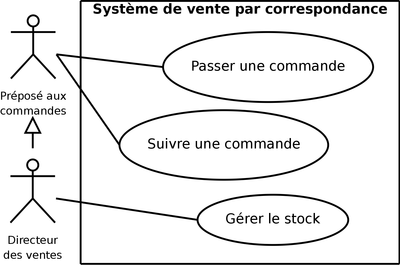 Système de vente par correspondance
Passer une commande
Préposé aux
commandes
Suivre une commande
Gérer le stock
Directeur
des ventes